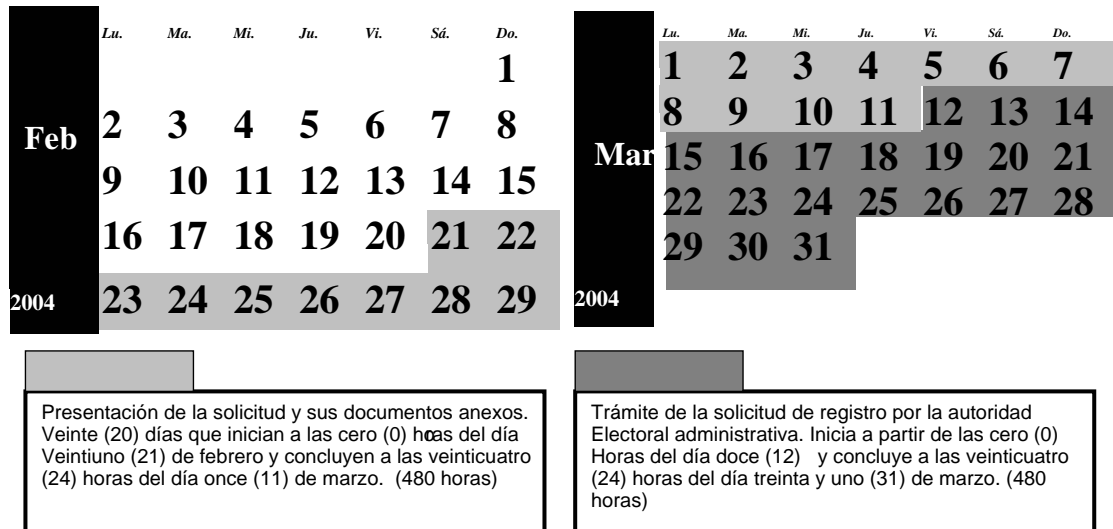 Feb
2004
Lu. Ma. Mi. Ju. Vi. Sá. Do.
1
2 3 4 5 6 7 8
9 10 11 12 13 14 15
16 17 18 19 20 21 22
23 24 25 26 27 28 29
Mar
2004
Lu. Ma. Mi. Ju. Vi. Sá. Do.
1 2 3 4 5 6 7
8 9 10 11 12 13 14
15 16 17 18 19 20 21
22 23 24 25 26 27 28
29 30 31
Presentación de la solicitud y sus documentos anexos.
Veinte (20) días que inician a las cero (0) horas del día
Veintiuno (21) de febrero y concluyen a las veinticuatro
(24) horas del día once (11) de marzo. (480 horas)
Trámite de la solicitud de registro por la autoridad
Electoral administrativa. Inicia a partir de las cero (0)
Horas del día doce (12) y concluye a las veinticuatro
(24) horas del día treinta y uno (31) de marzo. (480
horas)